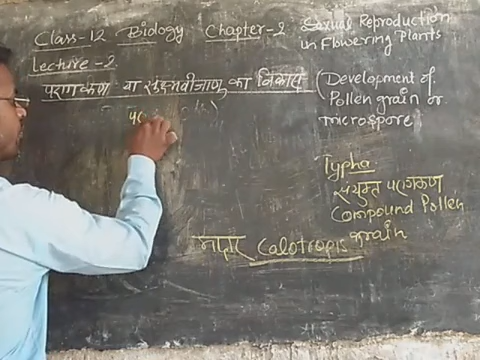 Class-12 Biology Chapter-2 Sexual Reproduction in Flowering Plants
Lecture-2
परागकण वा लघुबीजाणु का विकास (Development of Pollen grain or microspore)
Typha
संयुक्त परागकण
Compound Pollen grain
मदार Calotropis